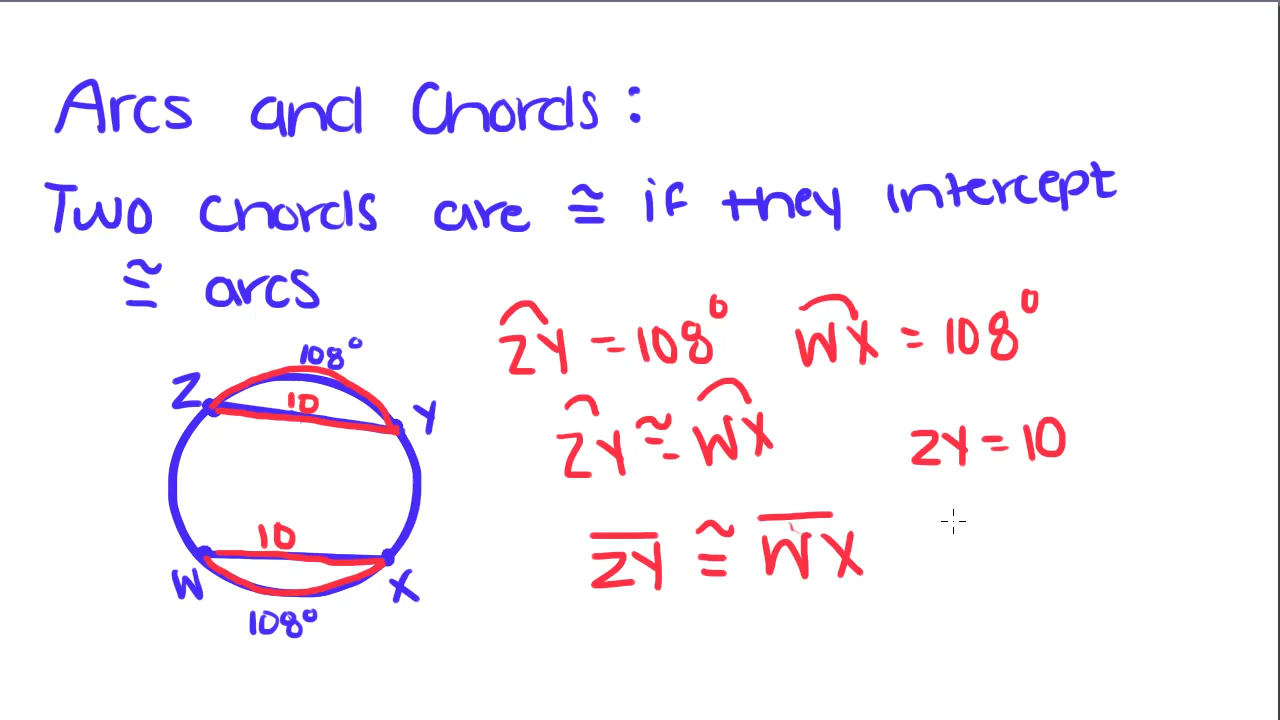 Arcs and Chords:
Two chords are ≅ if they intercept
≅ arcs
ZY = 108° WX = 108°
ZY ≅ WX ZY = 10
ZY ≅ WX
108°
Z 10 Y
10
W X
108°